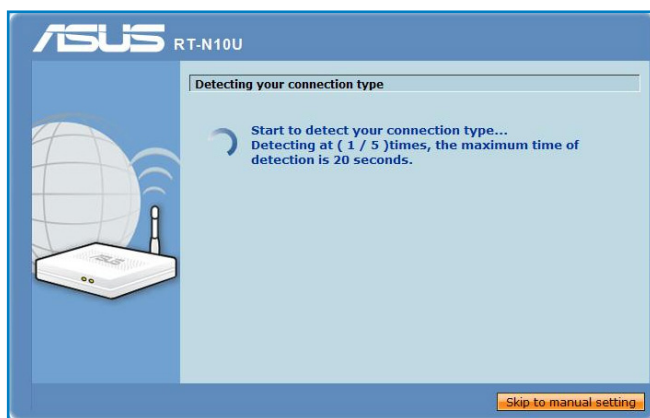 ASUS RT-N10U
Detecting your connection type
Start to detect your connection type...
Detecting at ( 1 / 5 )times, the maximum time of
detection is 20 seconds.
ASUS
Skip to manual setting